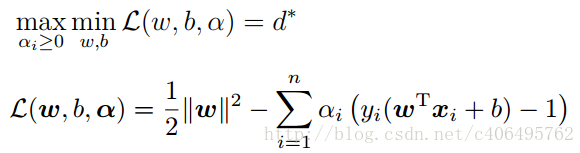 max min L(w, b, α) = d*
αᵢ≥0 w,b
L(w, b, α) = 1/2 ‖w‖² − ∑ᵢ₌₁ⁿ αᵢ (yᵢ(wᵀxᵢ + b) − 1)
http://blog.csdn.net/c406495762